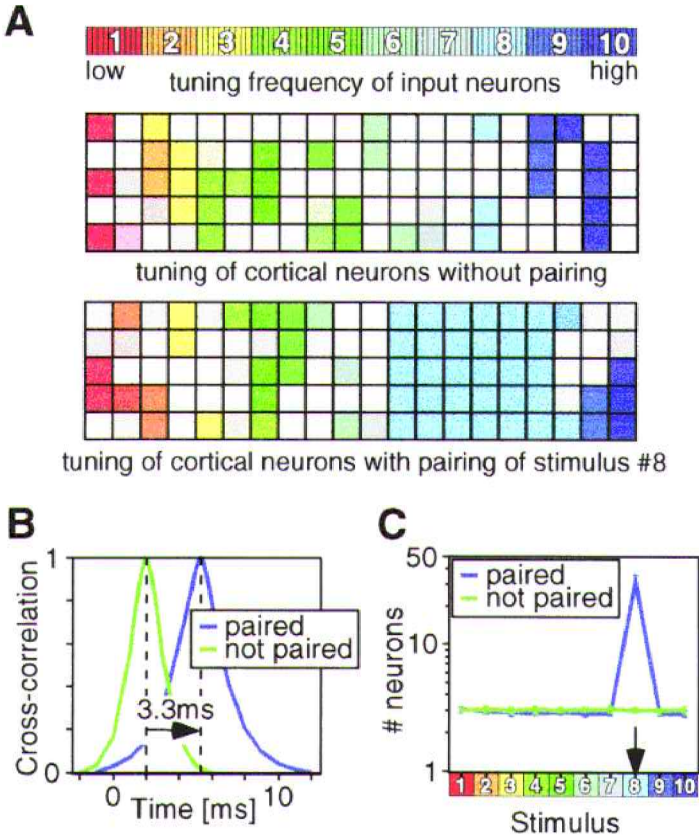 A
1 2 3 4 5 6 7 8 9 10
low high
tuning frequency of input neurons
tuning of cortical neurons without pairing
tuning of cortical neurons with pairing of stimulus #8
B
1
0
Cross-correlation
paired
not paired
3.3ms
0 10
Time [ms]
C
50
10
1
# neurons
paired
not paired
1 2 3 4 5 6 7 8 9 10
Stimulus